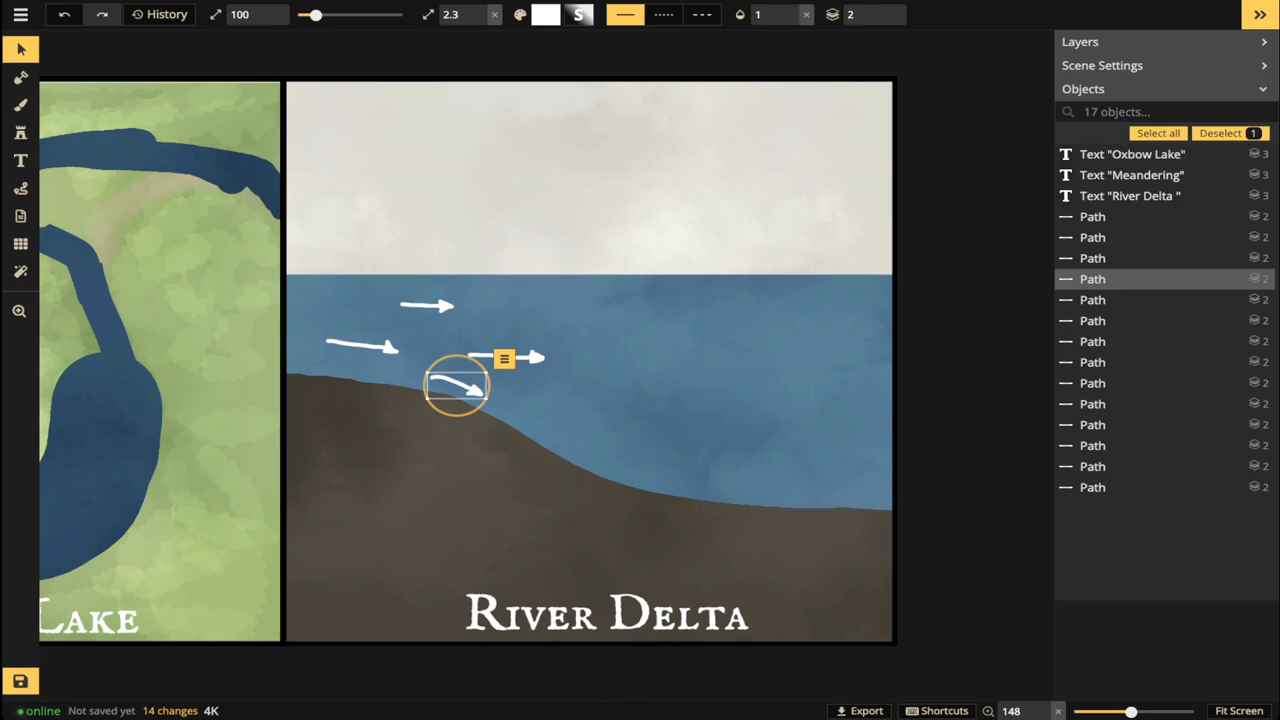 History 100 2.3 × S 1 × 2
Layers
Scene Settings
Objects
17 objects...
Select all Deselect 1
T Text "Oxbow Lake" 3
T Text "Meandering" 3
T Text "River Delta " 3
Path 2
Path 2
Path 2
Path 2
Path 2
Path 2
Path 2
Path 2
Path 2
Path 2
Path 2
Path 2
Path 2
Path 2
T
Lake
River Delta
online Not saved yet 14 changes 4K Export Shortcuts 148 × Fit Screen